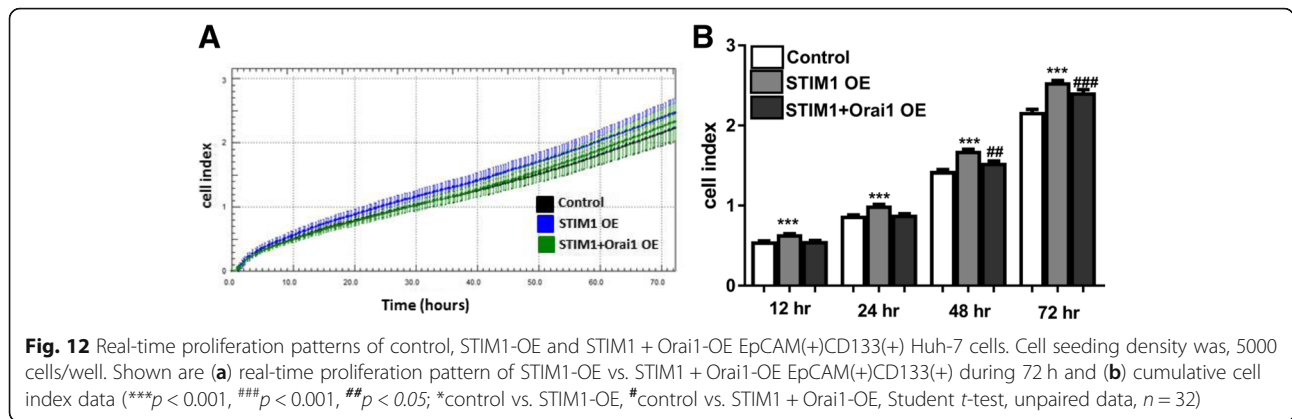 A
3
2
1
0
cell index
0.0 10.0 20.0 30.0 40.0 50.0 60.0 70.0
Time (hours)
Control
STIM1 OE
STIM1+Orai1 OE
B
3
2
1
0
cell index
Control
STIM1 OE
STIM1+Orai1 OE
***
***
***
##
***
###
12 hr 24 hr 48 hr 72 hr
Fig. 12 Real-time proliferation patterns of control, STIM1-OE and STIM1 + Orai1-OE EpCAM(+)CD133(+) Huh-7 cells. Cell seeding density was, 5000
cells/well. Shown are (a) real-time proliferation pattern of STIM1-OE vs. STIM1 + Orai1-OE EpCAM(+)CD133(+) during 72 h and (b) cumulative cell
index data (***p < 0.001, ###p < 0.001, ##p < 0.05; *control vs. STIM1-OE, #control vs. STIM1 + Orai1-OE, Student t-test, unpaired data, n = 32)